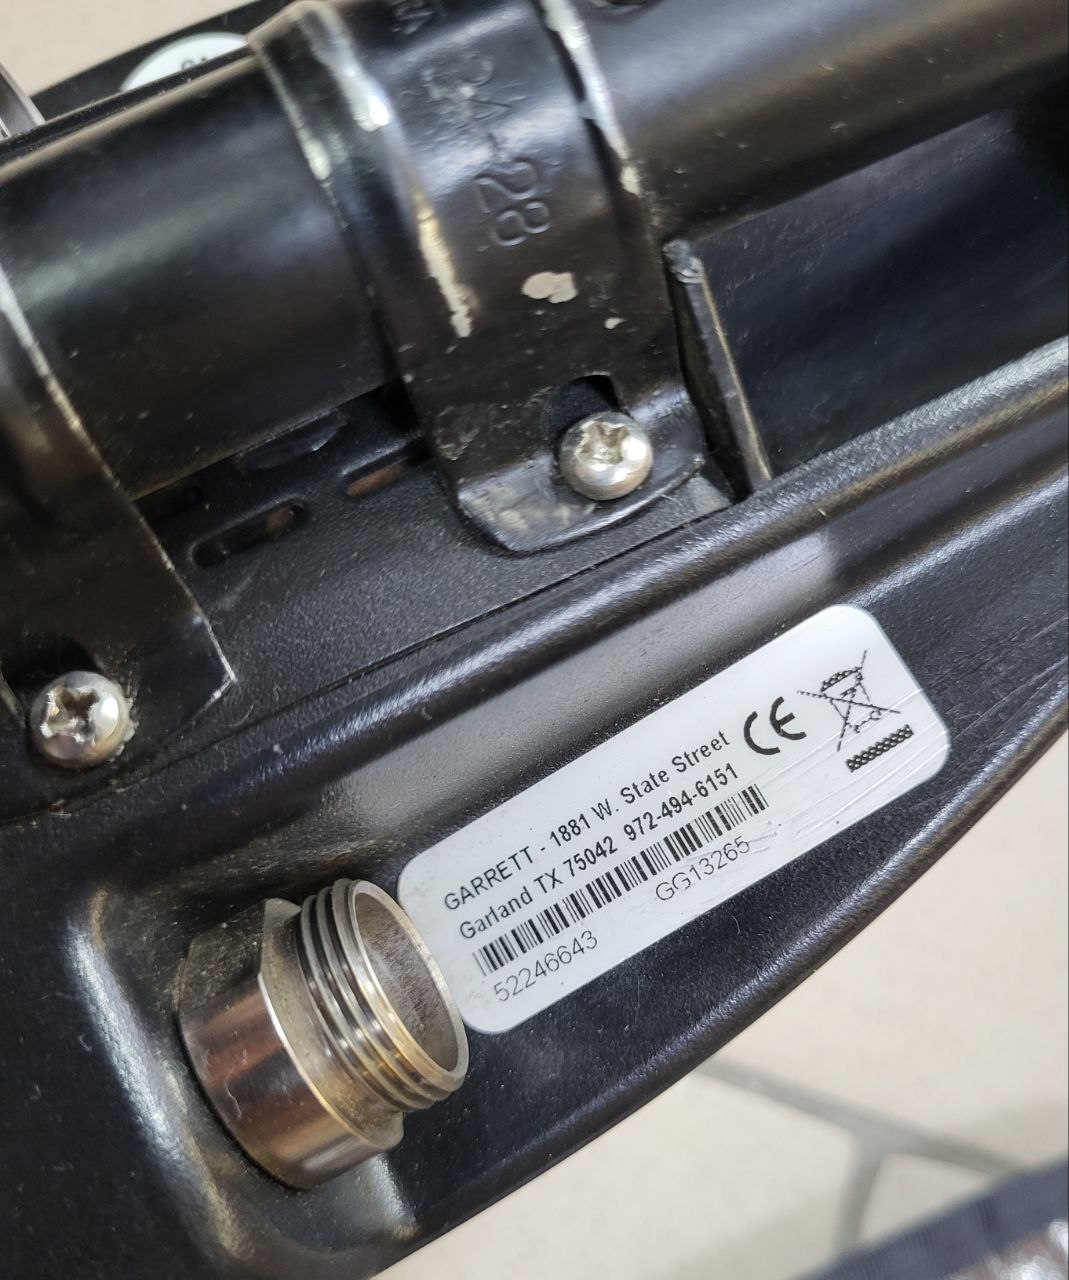 24-28
GARRETT - 1881 W. State Street
Garland TX 75042 972-494-6151
CE
52246643 GG13265